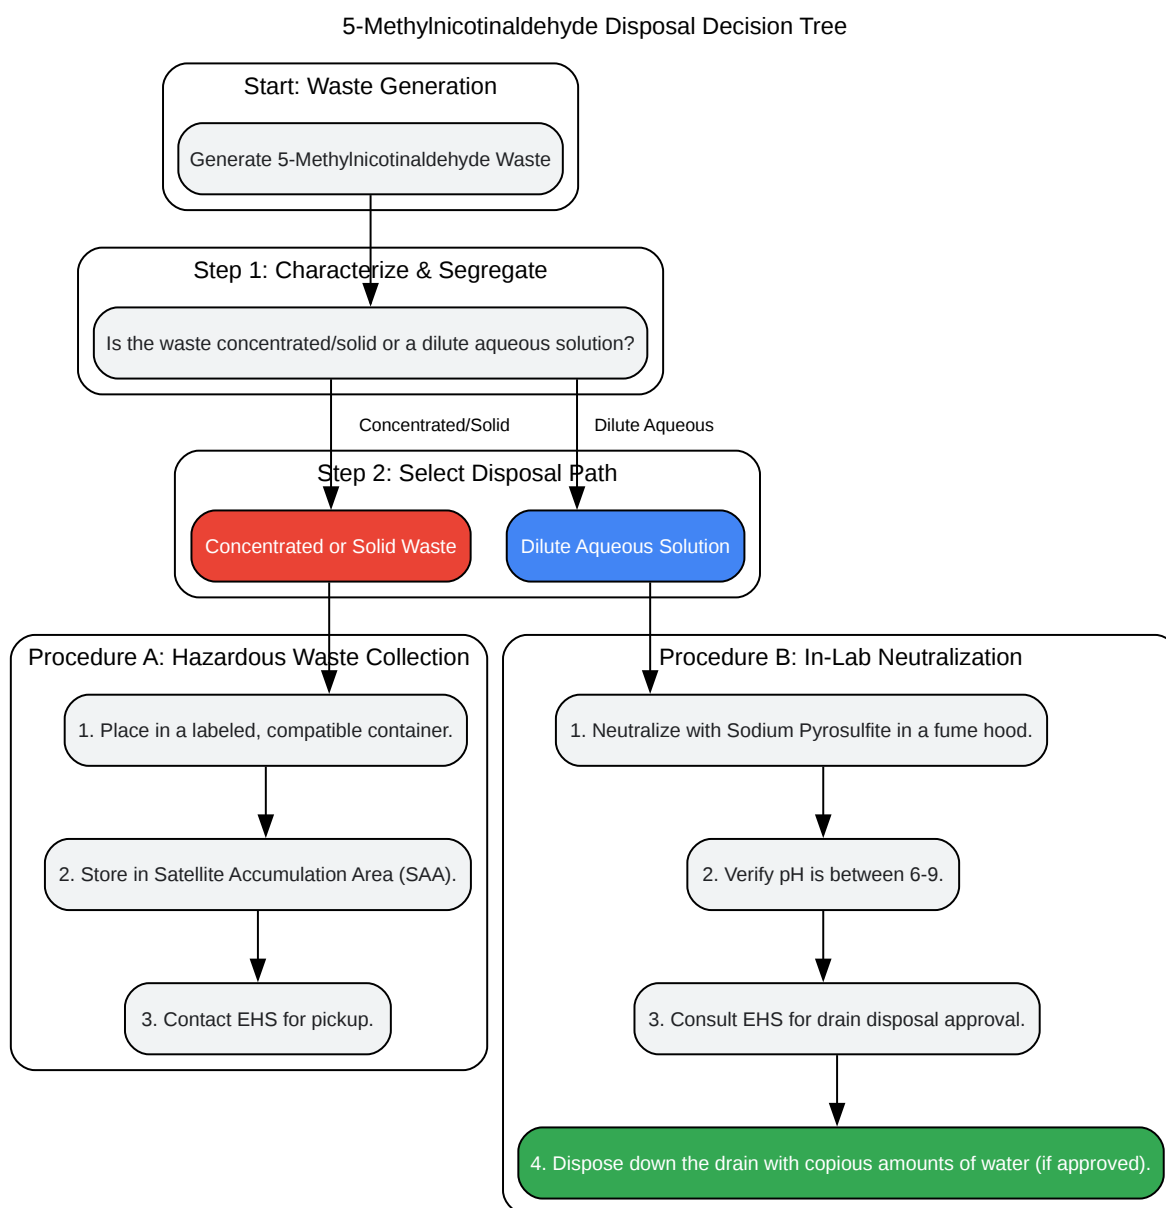 5-Methylnicotinaldehyde Disposal Decision Tree
Start: Waste Generation
Generate 5-Methylnicotinaldehyde Waste
Step 1: Characterize & Segregate
Is the waste concentrated/solid or a dilute aqueous solution?
Concentrated/Solid
Dilute Aqueous
Step 2: Select Disposal Path
Concentrated or Solid Waste
Dilute Aqueous Solution
Procedure A: Hazardous Waste Collection
1. Place in a labeled, compatible container.
2. Store in Satellite Accumulation Area (SAA).
3. Contact EHS for pickup.
Procedure B: In-Lab Neutralization
1. Neutralize with Sodium Pyrosulfite in a fume hood.
2. Verify pH is between 6-9.
3. Consult EHS for drain disposal approval.
4. Dispose down the drain with copious amounts of water (if approved).